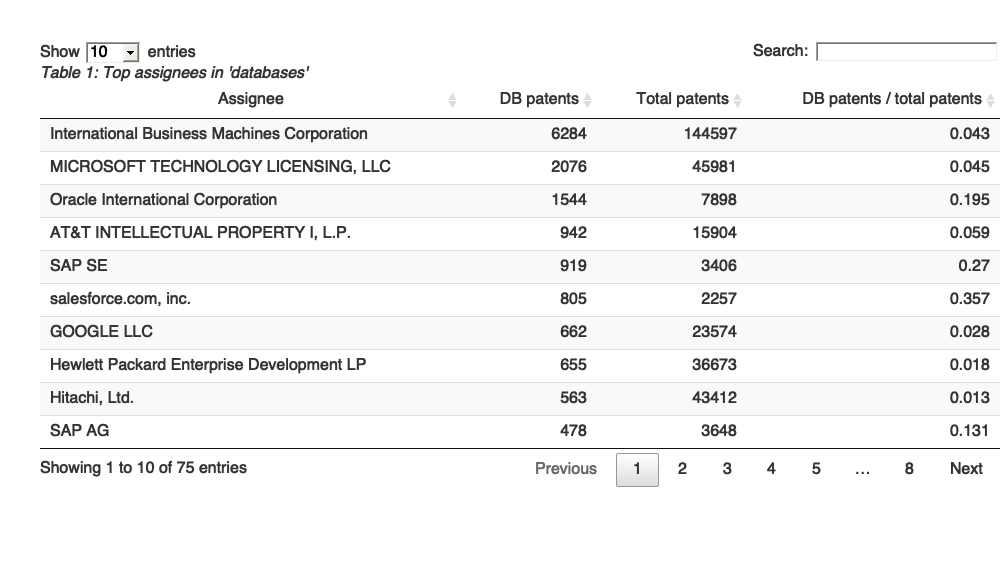 Show 10 entries Search:
Table 1: Top assignees in 'databases'
Assignee DB patents Total patents DB patents / total patents
International Business Machines Corporation 6284 144597 0.043
MICROSOFT TECHNOLOGY LICENSING, LLC 2076 45981 0.045
Oracle International Corporation 1544 7898 0.195
AT&T INTELLECTUAL PROPERTY I, L.P. 942 15904 0.059
SAP SE 919 3406 0.27
salesforce.com, inc. 805 2257 0.357
GOOGLE LLC 662 23574 0.028
Hewlett Packard Enterprise Development LP 655 36673 0.018
Hitachi, Ltd. 563 43412 0.013
SAP AG 478 3648 0.131
Showing 1 to 10 of 75 entries Previous 1 2 3 4 5 … 8 Next